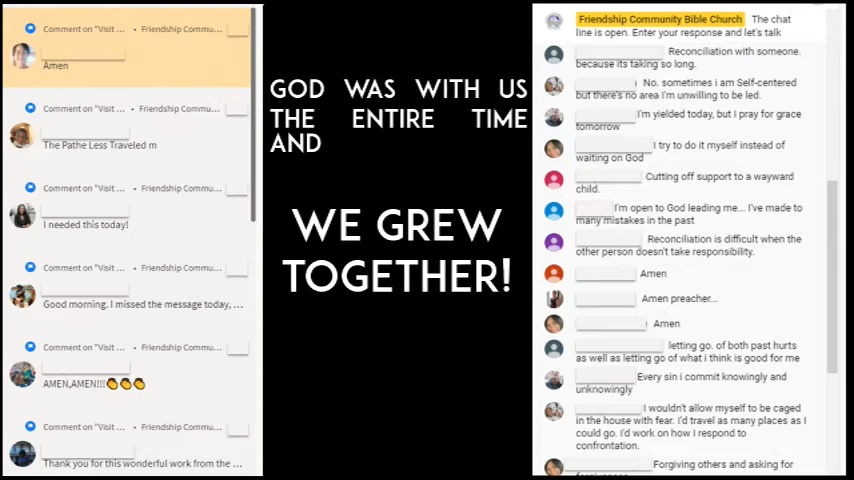 Comment on "Visit ... • Friendship Commu...
Amen
Comment on "Visit ... • Friendship Commu...
The Pathe Less Traveled m
Comment on "Visit ... • Friendship Commu...
I needed this today!
Comment on "Visit ... • Friendship Commu...
Good morning, I missed the message today, ...
Comment on "Visit ... • Friendship Commu...
AMEN,AMEN!!!👏👏👏
Comment on "Visit ... • Friendship Commu...
Thank you for this wonderful work from the ...
GOD WAS WITH US
THE ENTIRE TIME
AND
WE GREW
TOGETHER!
Friendship Community Bible Church The chat
line is open. Enter your response and let's talk
Reconciliation with someone.
because its taking so long.
No. sometimes i am Self-centered
but there's no area I'm unwilling to be led.
I'm yielded today, but I pray for grace
tomorrow
I try to do it myself instead of
waiting on God
Cutting off support to a wayward
child.
I'm open to God leading me... I've made to
many mistakes in the past
Reconciliation is difficult when the
other person doesn't take responsibility.
Amen
Amen preacher...
Amen
letting go. of both past hurts
as well as letting go of what i think is good for me
Every sin i commit knowingly and
unknowingly
I wouldn't allow myself to be caged
in the house with fear. I'd travel as many places as I
could go. I'd work on how I respond to
confrontation.
Forgiving others and asking for
forgiveness